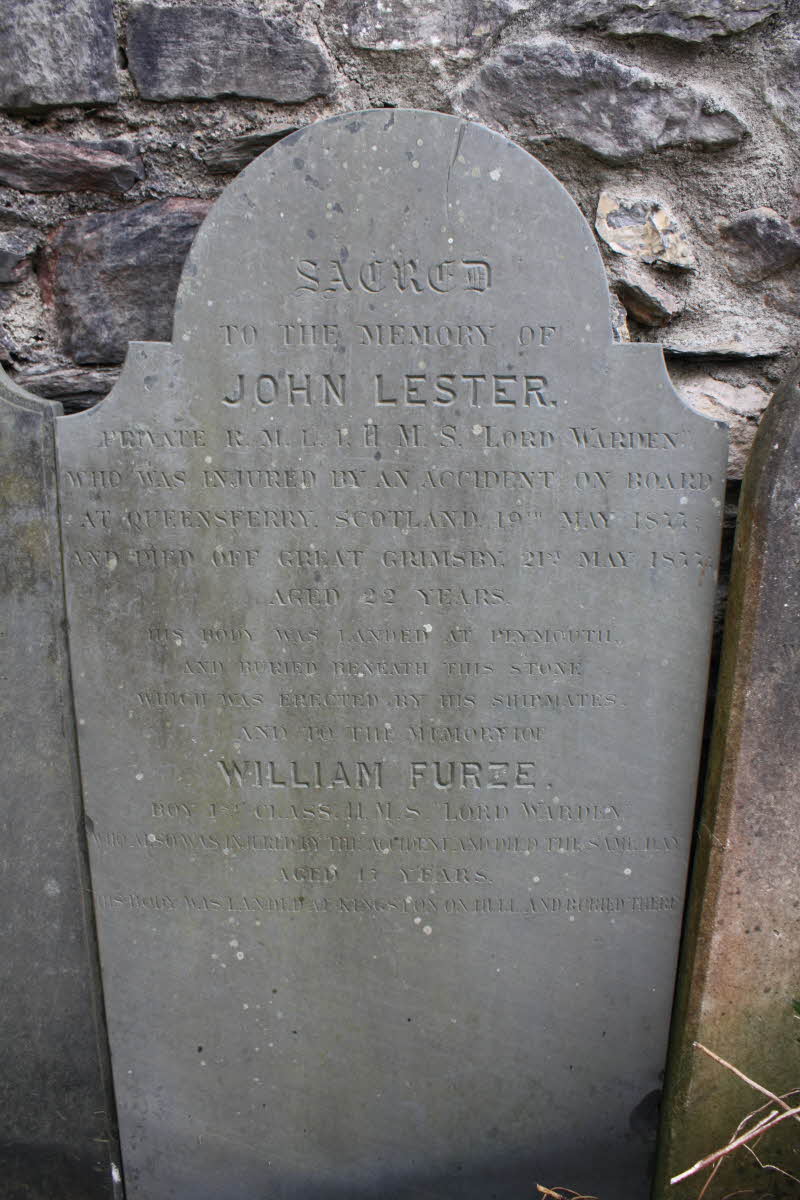 SACRED
TO THE MEMORY OF
JOHN LESTER.
PRIVATE R. M. L. I. H. M. S. "LORD WARDEN"
WHO WAS INJURED BY AN ACCIDENT ON BOARD
AT QUEENSFERRY, SCOTLAND, 19TH MAY 1877,
AND DIED OFF GREAT GRIMSBY, 21ST MAY 1877,
AGED 22 YEARS.
HIS BODY WAS LANDED AT PLYMOUTH,
AND BURIED BENEATH THIS STONE
WHICH WAS ERECTED BY HIS SHIPMATES.
AND TO THE MEMORY OF
WILLIAM FURZE.
BOY 1ST CLASS, H.M.S. "LORD WARDEN
WHO ALSO WAS INJURED BY THE ACCIDENT AND DIED THE SAME DAY
AGED 17 YEARS.
HIS BODY WAS LANDED AT KINGSTON ON HULL, AND BURIED THERE